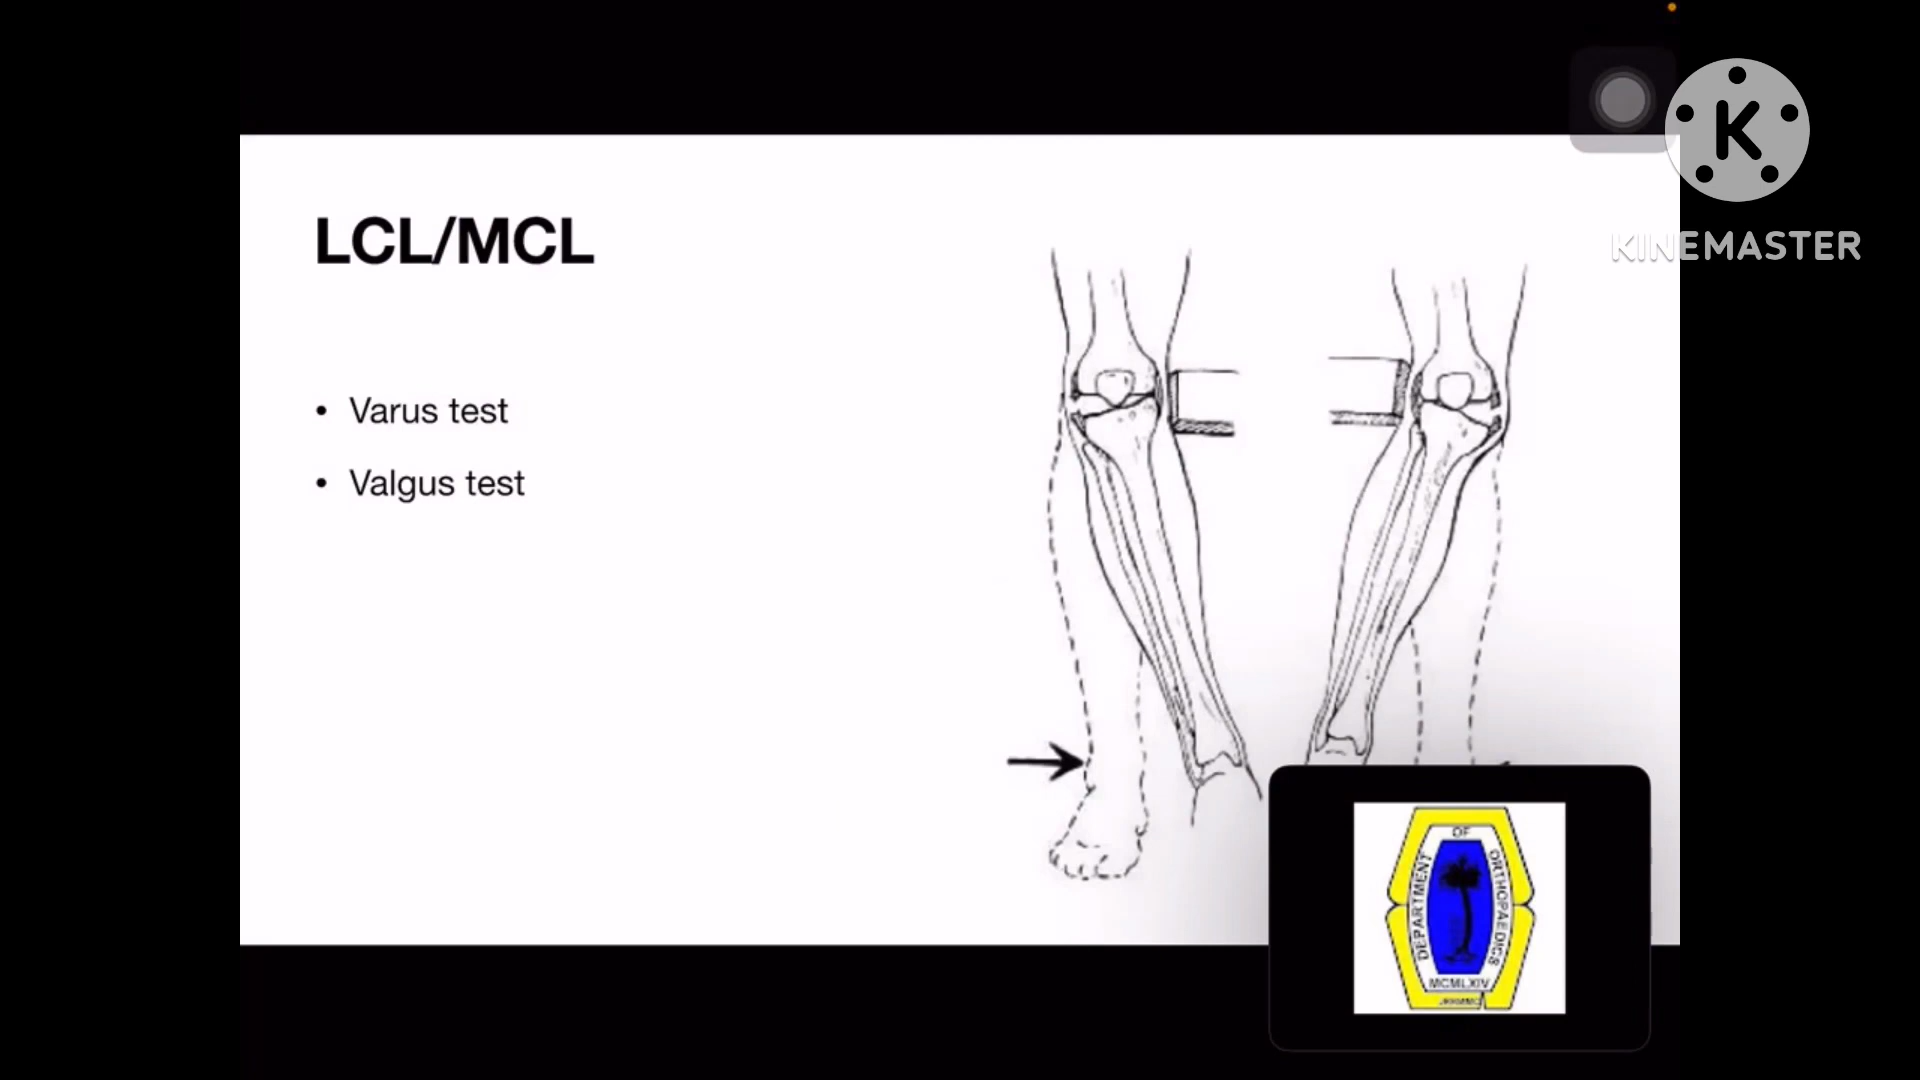 K
KINEMASTER
LCL/MCL
• Varus test
• Valgus test
OF
DEPARTMENT
ORTHOPAEDICS
MCMLXIV